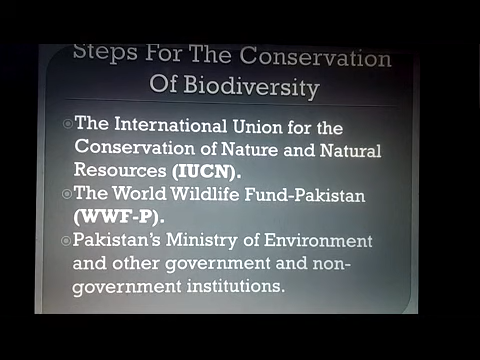 Steps For The Conservation
Of Biodiversity
The International Union for the
Conservation of Nature and Natural
Resources (IUCN).
The World Wildlife Fund-Pakistan
(WWF-P).
Pakistan's Ministry of Environment
and other government and non-
government institutions.